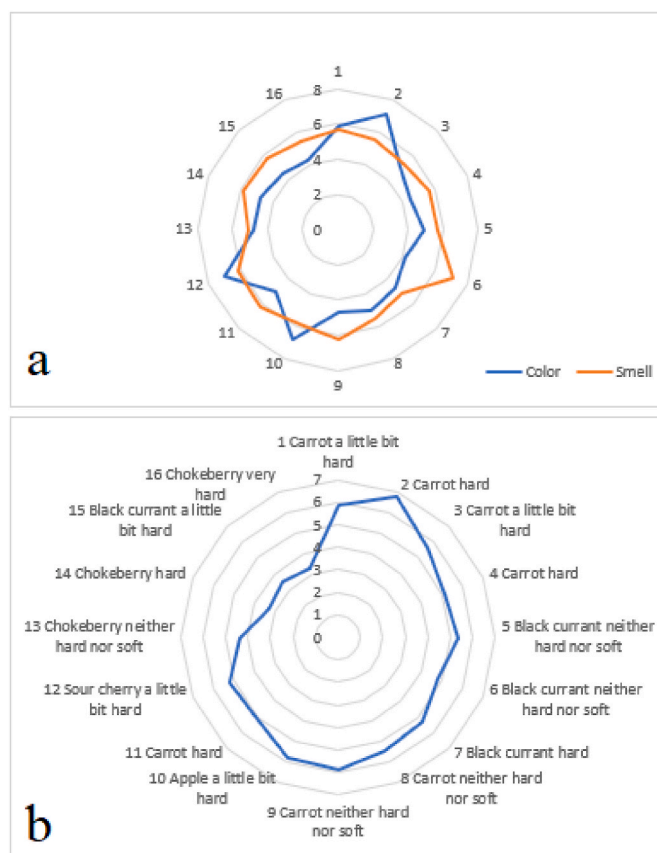 1
8
2
16
6
15
3
4
14
4
2
13
0
5
12
6
11
7
10
8
9
a
Color
Smell
b
1 Carrot a little bit
hard
7
16 Chokeberry very
hard
6
2 Carrot hard
15 Black currant a little
bit hard
5
3 Carrot a little bit
hard
4
14 Chokeberry hard
3
4 Carrot hard
2
1
13 Chokeberry neither
hard nor soft
0
5 Black currant neither
hard nor soft
12 Sour cherry a little
bit hard
6 Black currant neither
hard nor soft
11 Carrot hard
7 Black currant hard
10 Apple a little bit
hard
8 Carrot neither hard
nor soft
9 Carrot neither hard
nor soft